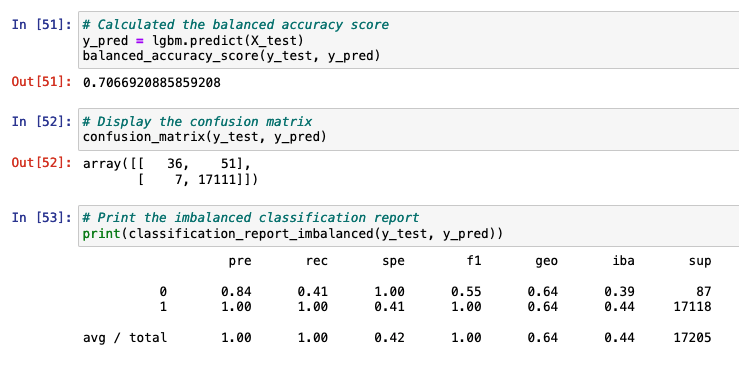 In [51]: # Calculated the balanced accuracy score
y_pred = lgbm.predict(X_test)
balanced_accuracy_score(y_test, y_pred)
Out[51]: 0.7066920885859208
In [52]: # Display the confusion matrix
confusion_matrix(y_test, y_pred)
Out[52]: array([[   36,    51],
[    7, 17111]])
In [53]: # Print the imbalanced classification report
print(classification_report_imbalanced(y_test, y_pred))
pre rec spe f1 geo iba sup
0 0.84 0.41 1.00 0.55 0.64 0.39 87
1 1.00 1.00 0.41 1.00 0.64 0.44 17118
avg / total 1.00 1.00 0.42 1.00 0.64 0.44 17205